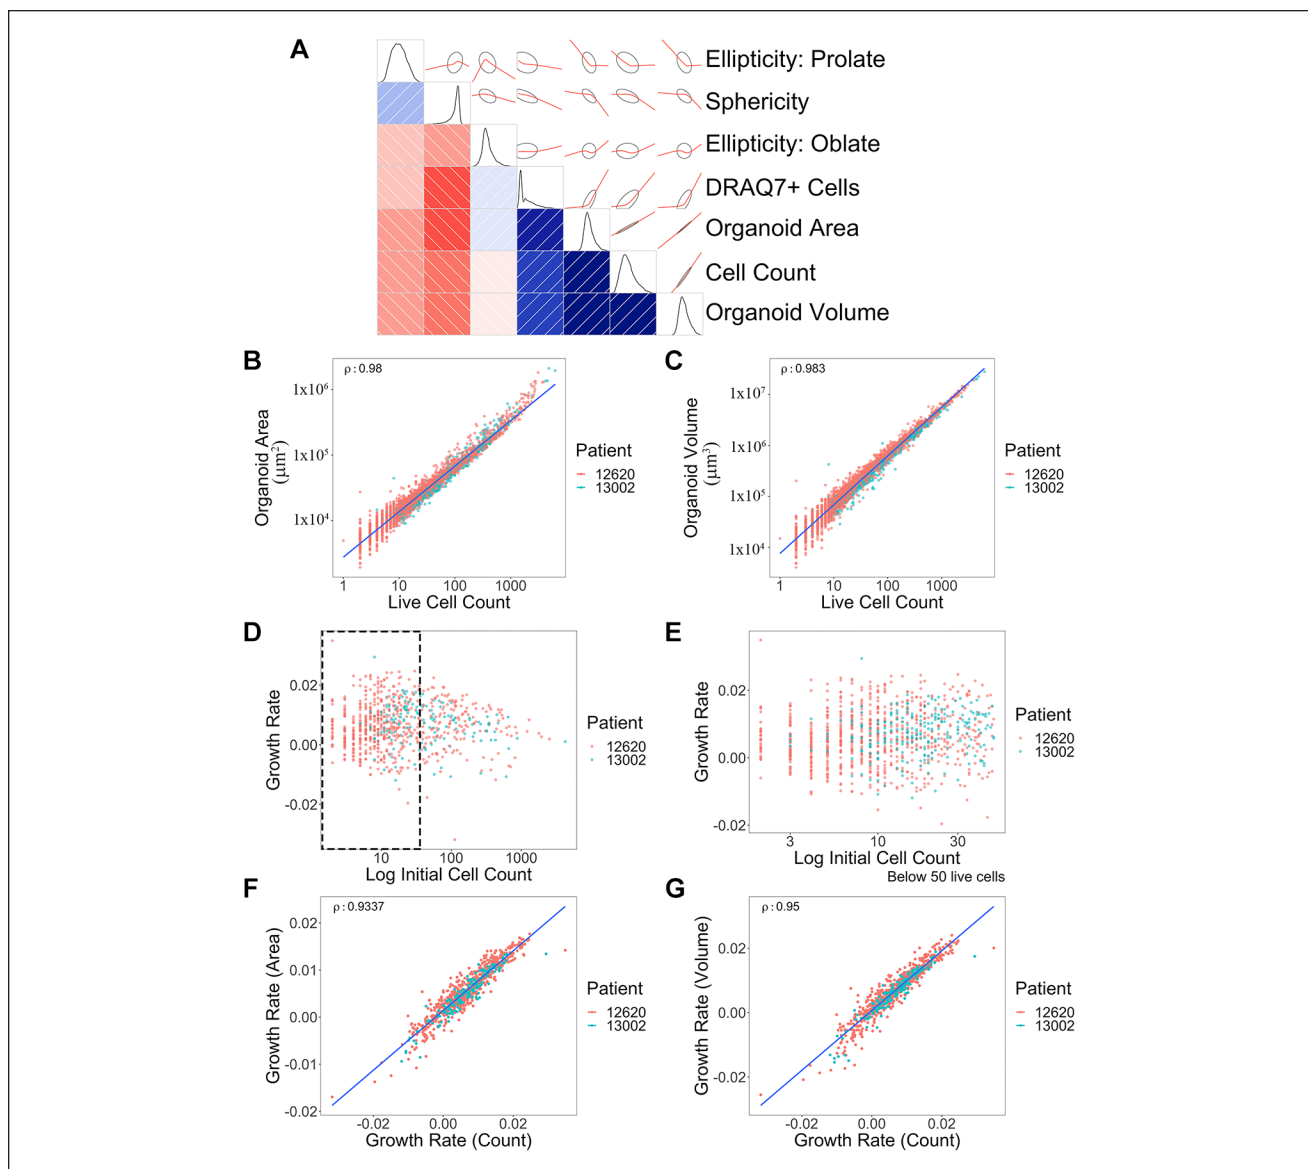 A
Ellipticity: Prolate
Sphericity
Ellipticity: Oblate
DRAQ7+ Cells
Organoid Area
Cell Count
Organoid Volume
B
ρ : 0.98
Organoid Area
(μm²)
1x10⁶
1x10⁵
1x10⁴
1 10 100 1000
Live Cell Count
Patient
12620
13002
C
ρ : 0.983
Organoid Volume
(μm³)
1x10⁷
1x10⁶
1x10⁵
1x10⁴
1 10 100 1000
Live Cell Count
Patient
12620
13002
D
Growth Rate
0.02
0.00
-0.02
10 100 1000
Log Initial Cell Count
Patient
12620
13002
E
Growth Rate
0.02
0.00
-0.02
3 10 30
Log Initial Cell Count
Below 50 live cells
Patient
12620
13002
F
ρ : 0.9337
Growth Rate (Area)
0.02
0.01
0.00
-0.01
-0.02
-0.02 0.00 0.02
Growth Rate (Count)
Patient
12620
13002
G
ρ : 0.95
Growth Rate (Volume)
0.02
0.00
-0.02
-0.02 0.00 0.02
Growth Rate (Count)
Patient
12620
13002